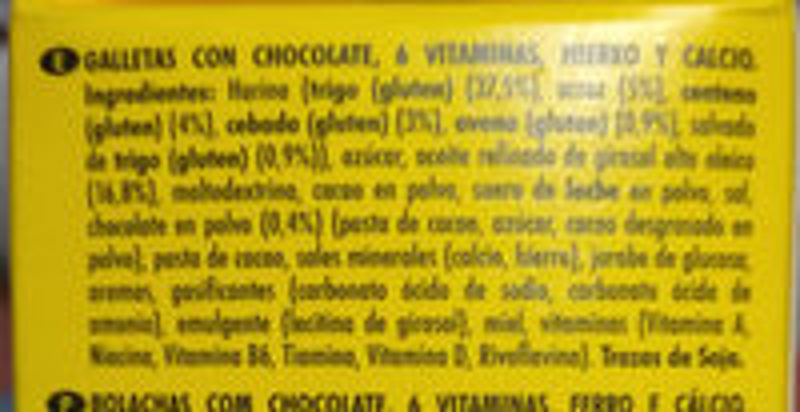 E GALLETAS CON CHOCOLATE, 6 VITAMINAS, HIERRO Y CALCIO.
Ingredientes: Harina (trigo (gluten) (37,5%), arroz (5%), centeno
(gluten) (4%), cebada (gluten) (3%), avena (gluten) (0,9%), salvado
de trigo (gluten) (0,9%)), azúcar, aceite refinado de girasol alto oleico
(16,8%), maltodextrina, cacao en polvo, suero de leche en polvo, sal,
chocolate en polvo (0,4%) (pasta de cacao, azúcar, cacao desgrasado en
polvo), pasta de cacao, sales minerales (calcio, hierro), jarabe de glucosa,
aromas, gasificantes (carbonato ácido de sodio, carbonato ácido de
amonio), emulgente (lecitina de girasol), miel, vitaminas (Vitamina A,
Niacina, Vitamina B6, Tiamina, Vitamina D, Rivoflavina). Trazas de Soja.
P BOLACHAS COM CHOCOLATE, 6 VITAMINAS, FERRO E CÁLCIO.